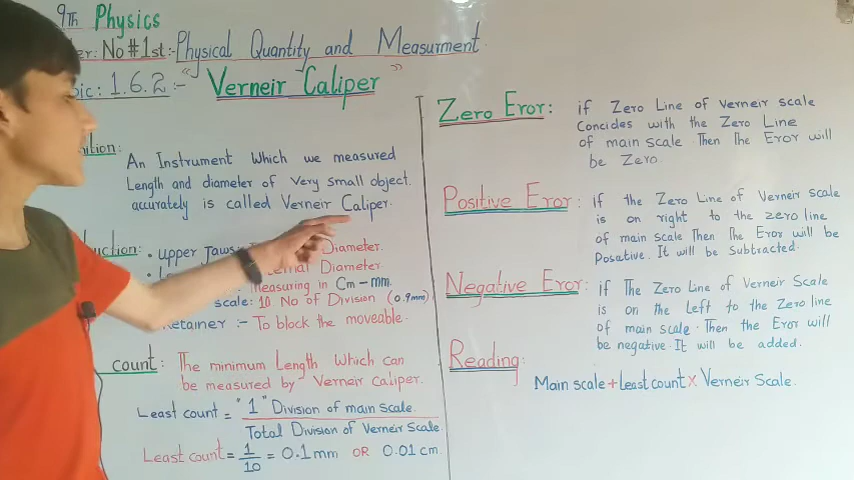 9Th Physics
er: No # 1st:- Physical Quantity and Measurment
pic: 1.6.2 :- " Verneir Caliper "
nition:
An Instrument Which we measured
Length and diameter of Very small object.
accurately is called Verneir Caliper.
uction: • upper Jaws:- Diameter.
ternal Diameter
measuring in Cm – mm.
scale: 10 No of Division (0.9mm)
Retainer :- To block the moveable.
count: The minimum Length Which can
be measured by Verneir Caliper.
Least count = "1" Division of main Scale.
Total Division of Verneir Scale
Least count = 1/10 = 0.1mm OR 0.01cm.
Zero Eror: if Zero Line of verneir scale
Concides with the Zero Line
of main scale Then The Eror will
be Zero.
Positive Eror: if the Zero Line of Verneir scale
is on right to the zero line
of main scale Then The Eror will be
Posative. It will be Subtracted.
Negative Eror: if The Zero Line of Verneir Scale
is on the Left to the Zero line
of main scale. Then the Eror will
be negative. It will be added.
Reading:
Main scale + Least count x Verneir Scale.